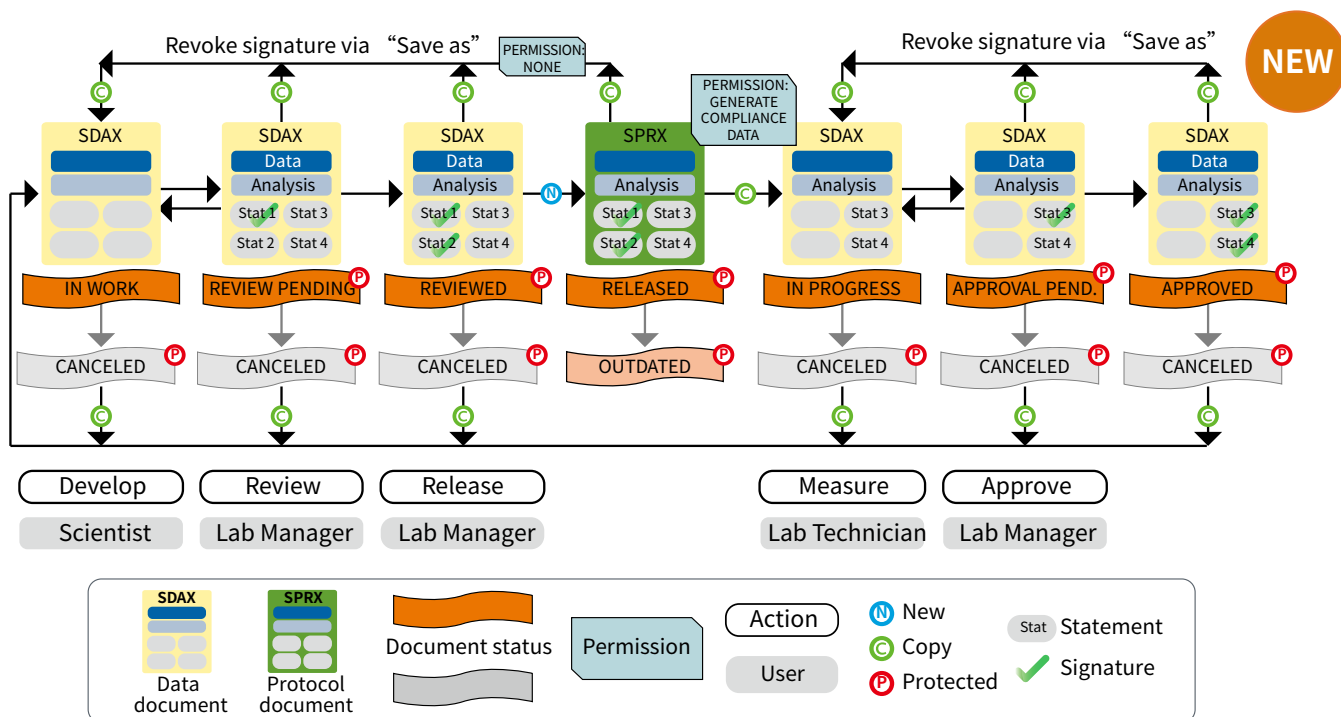 Revoke signature via “Save as”
PERMISSION:
NONE
Revoke signature via “Save as”
NEW
PERMISSION:
GENERATE
COMPLIANCE
DATA
C C C C C C C
SDAX SDAX SDAX SPRX SDAX SDAX SDAX
Data Data Data Data
Analysis Analysis Analysis Analysis Analysis
N C
Stat 1 Stat 3 Stat 1 Stat 3 Stat 1 Stat 3 Stat 3 Stat 3 Stat 3
Stat 2 Stat 4 Stat 2 Stat 4 Stat 2 Stat 4 Stat 4 Stat 4 Stat 4
P P P P P
IN WORK REVIEW PENDING REVIEWED RELEASED IN PROGRESS APPROVAL PEND. APPROVED
P P P P P P P
CANCELED CANCELED CANCELED OUTDATED CANCELED CANCELED CANCELED
C C C C C C
Develop Review Release Measure Approve
Scientist Lab Manager Lab Manager Lab Technician Lab Manager
SDAX
Data
document
SPRX
Protocol
document
Document status
Permission
Action
User
N New
C Copy
P Protected
Stat Statement
Signature